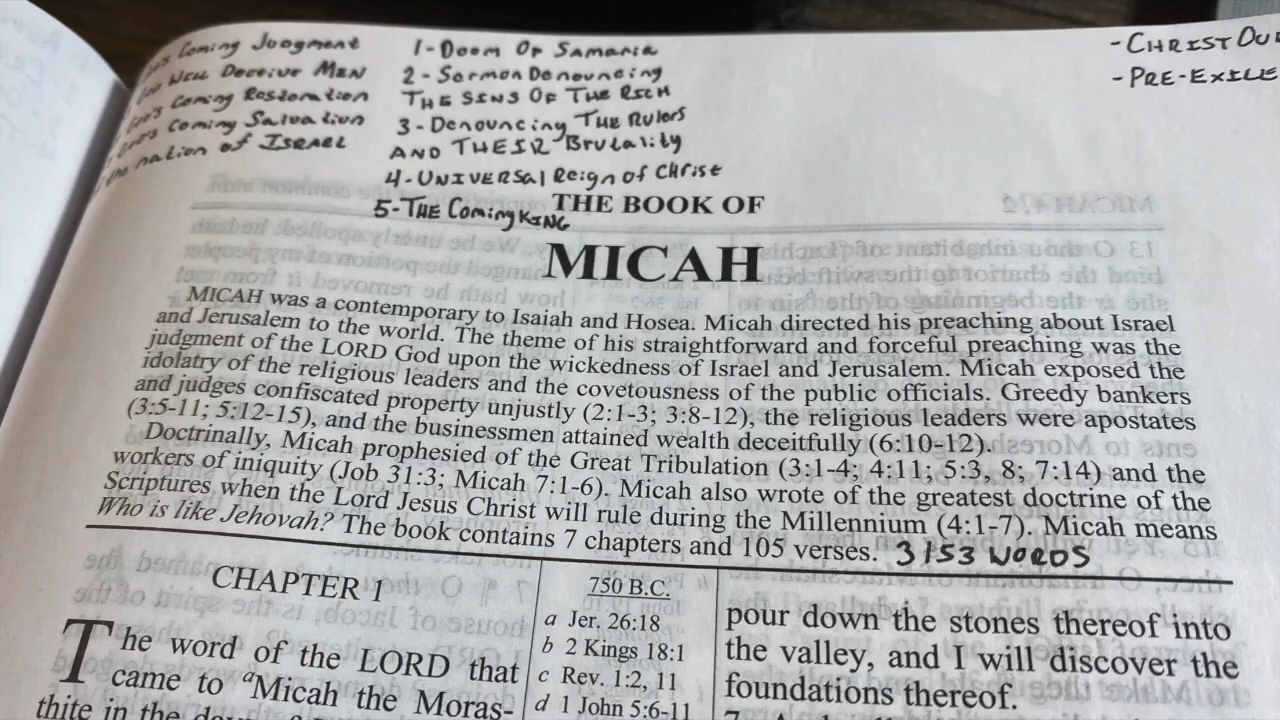 Coming Judgment
Will Deceive Men
God's Coming Restoration
God's Coming Salvation
the nation of ISRAEL
1-Doom Of Samaria
2-Sermon Denouncing
THE SINS OF THE RICH
3-Denouncing THE Rulers
AND THEIR Brutality
4-UNIVERSAL Reign of Christ
5-THE Coming KING
-CHRIST OU
-PRE-EXILE
THE BOOK OF
MICAH
MICAH was a contemporary to Isaiah and Hosea. Micah directed his preaching about Israel
and Jerusalem to the world. The theme of his straightforward and forceful preaching was the
judgment of the LORD God upon the wickedness of Israel and Jerusalem. Micah exposed the
idolatry of the religious leaders and the covetousness of the public officials. Greedy bankers
and judges confiscated property unjustly (2:1-3; 3:8-12), the religious leaders were apostates
(3:5-11; 5:12-15), and the businessmen attained wealth deceitfully (6:10-12).
Doctrinally, Micah prophesied of the Great Tribulation (3:1-4; 4:11; 5:3, 8; 7:14) and the
workers of iniquity (Job 31:3; Micah 7:1-6). Micah also wrote of the greatest doctrine of the
Scriptures when the Lord Jesus Christ will rule during the Millennium (4:1-7). Micah means
Who is like Jehovah? The book contains 7 chapters and 105 verses. 3153 WORDS
CHAPTER 1
The word of the LORD that
came to aMicah the Moras-
thite in the days of
750 B.C.
a Jer. 26:18
b 2 Kings 18:1
c Rev. 1:2, 11
d 1 John 5:6-11
pour down the stones thereof into
the valley, and I will discover the
foundations thereof.